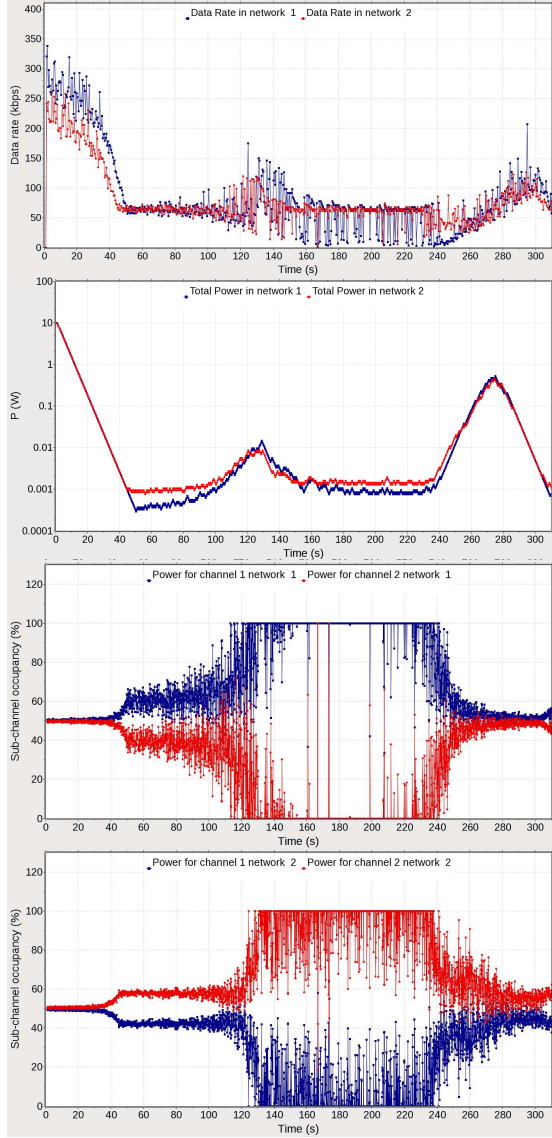 Data Rate in network 1 Data Rate in network 2
400
350
300
250
200
150
100
50
0
Data rate (kbps)
0 20 40 60 80 100 120 140 160 180 200 220 240 260 280 300
Time (s)
Total Power in network 1 Total Power in network 2
100
10
1
0.1
0.01
0.001
0.0001
P (W)
0 20 40 60 80 100 120 140 160 180 200 220 240 260 280 300
Time (s)
Power for channel 1 network 1 Power for channel 2 network 1
120
100
80
60
40
20
0
Sub-channel occupancy (%)
0 20 40 60 80 100 120 140 160 180 200 220 240 260 280 300
Time (s)
Power for channel 1 network 2 Power for channel 2 network 2
120
100
80
60
40
20
0
Sub-channel occupancy (%)
0 20 40 60 80 100 120 140 160 180 200 220 240 260 280 300
Time (s)